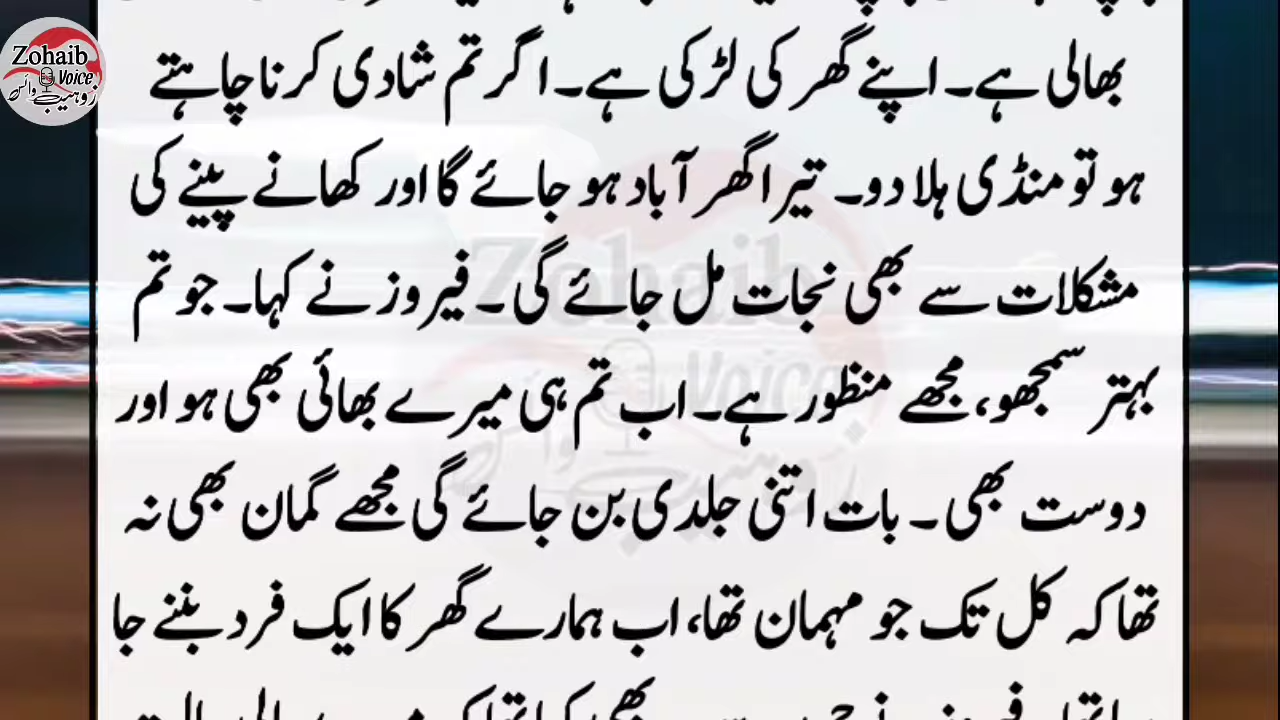 Zohaib
Voice
زوہیب وائس
بھالی ہے۔ اپنے گھر کی لڑکی ہے۔ اگر تم شادی کرنا چاہتے
ہو تو منڈی ہلا دو۔ تیرا گھر آباد ہو جائے گا اور کھانے پینے کی
مشکلات سے بھی نجات مل جائے گی۔ فیروز نے کہا۔ جو تم
بہتر سمجھو، مجھے منظور ہے۔ اب تم ہی میرے بھائی بھی ہو اور
دوست بھی۔ بات اتنی جلدی بن جائے گی مجھے گمان بھی نہ
تھا کہ کل تک جو مہمان تھا، اب ہمارے گھر کا ایک فرد بننے جا